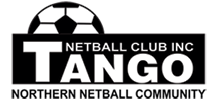 NETBALL CLUB INC
TANGO
NORTHERN NETBALL COMMUNITY